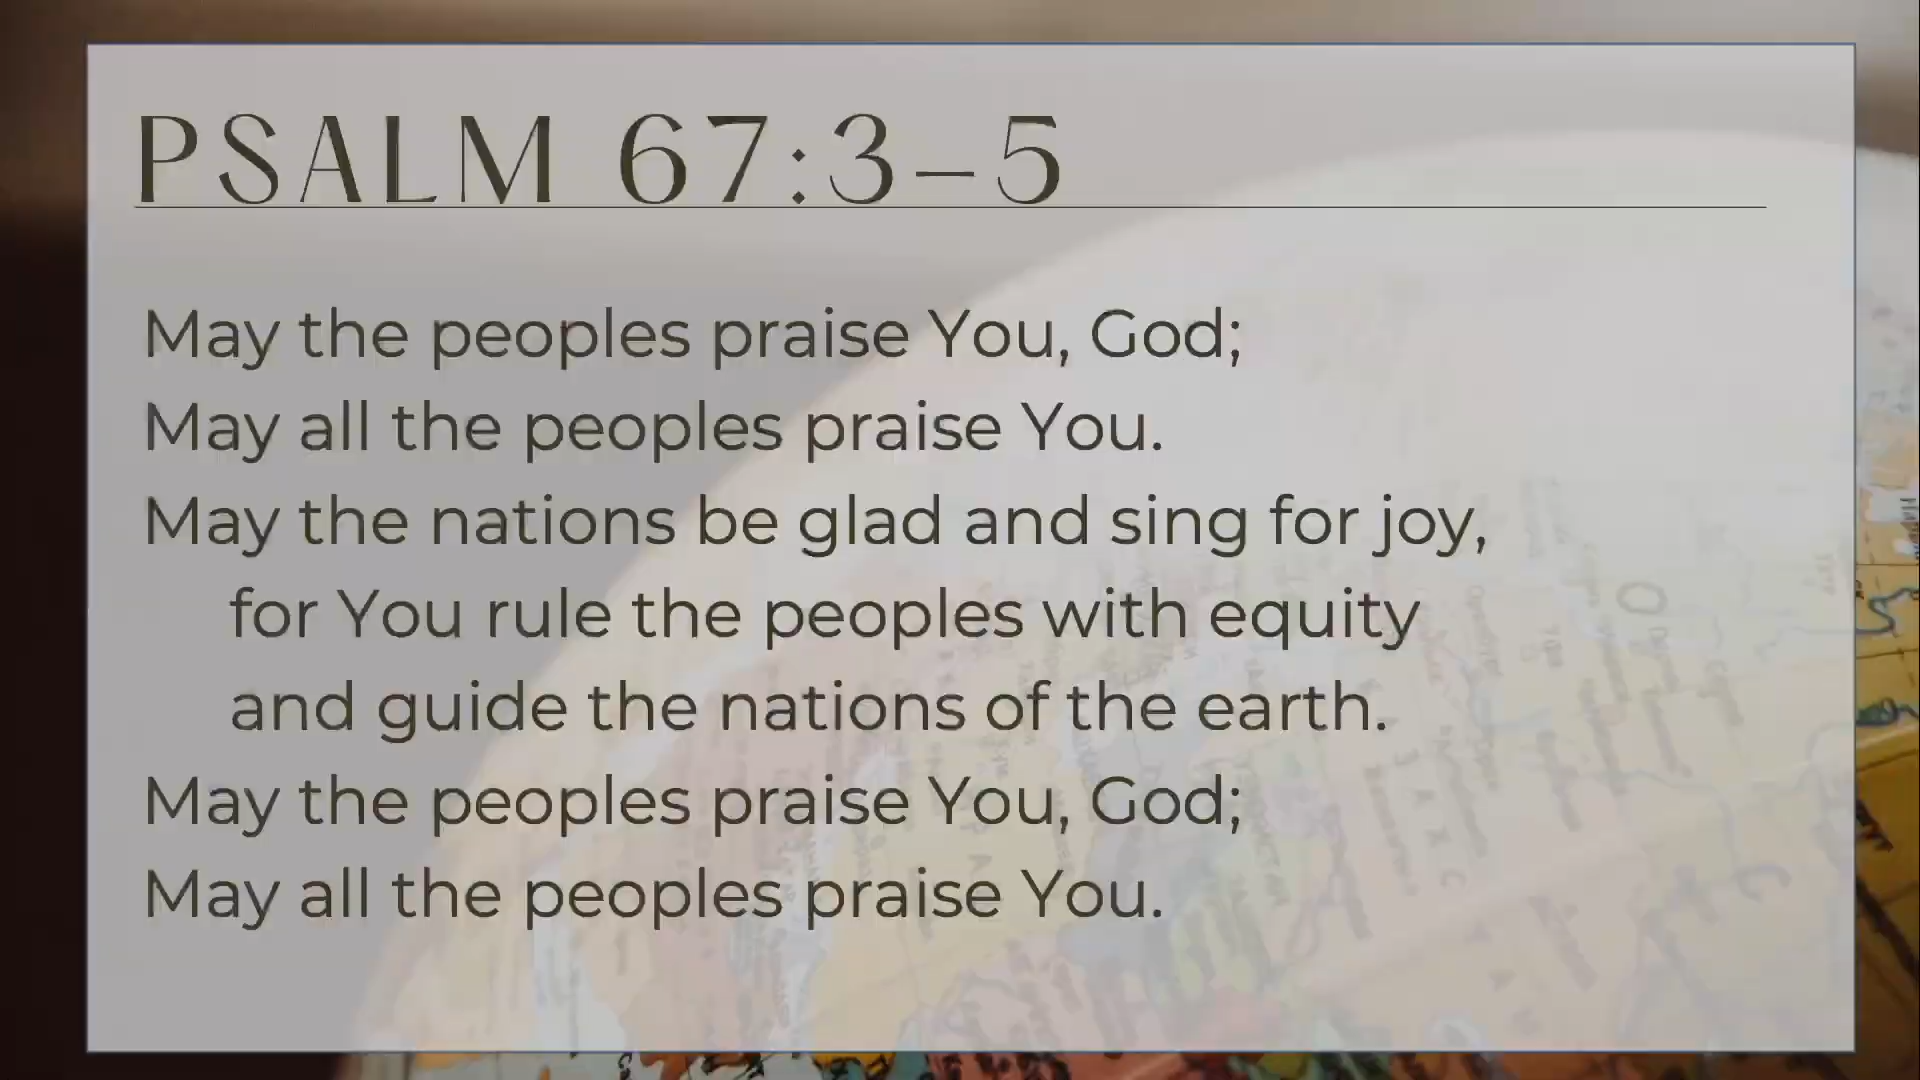 PSALM 67:3–5
May the peoples praise You, God;
May all the peoples praise You.
May the nations be glad and sing for joy,
for You rule the peoples with equity
and guide the nations of the earth.
May the peoples praise You, God;
May all the peoples praise You.